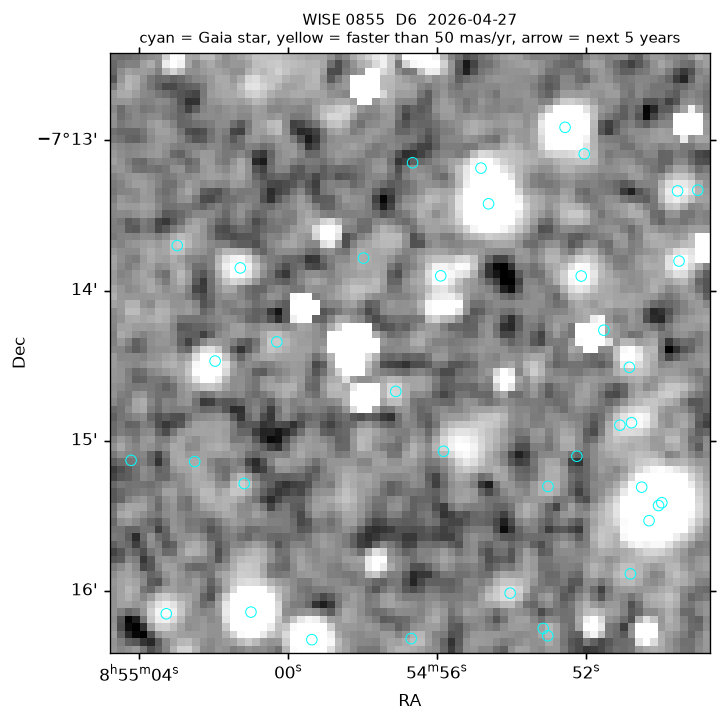 WISE 0855 D6 2026-04-27
cyan = Gaia star, yellow = faster than 50 mas/yr, arrow = next 5 years
−7°13'
14'
15'
16'
Dec
8ʰ55ᵐ04ˢ 00ˢ 54ᵐ56ˢ 52ˢ
RA